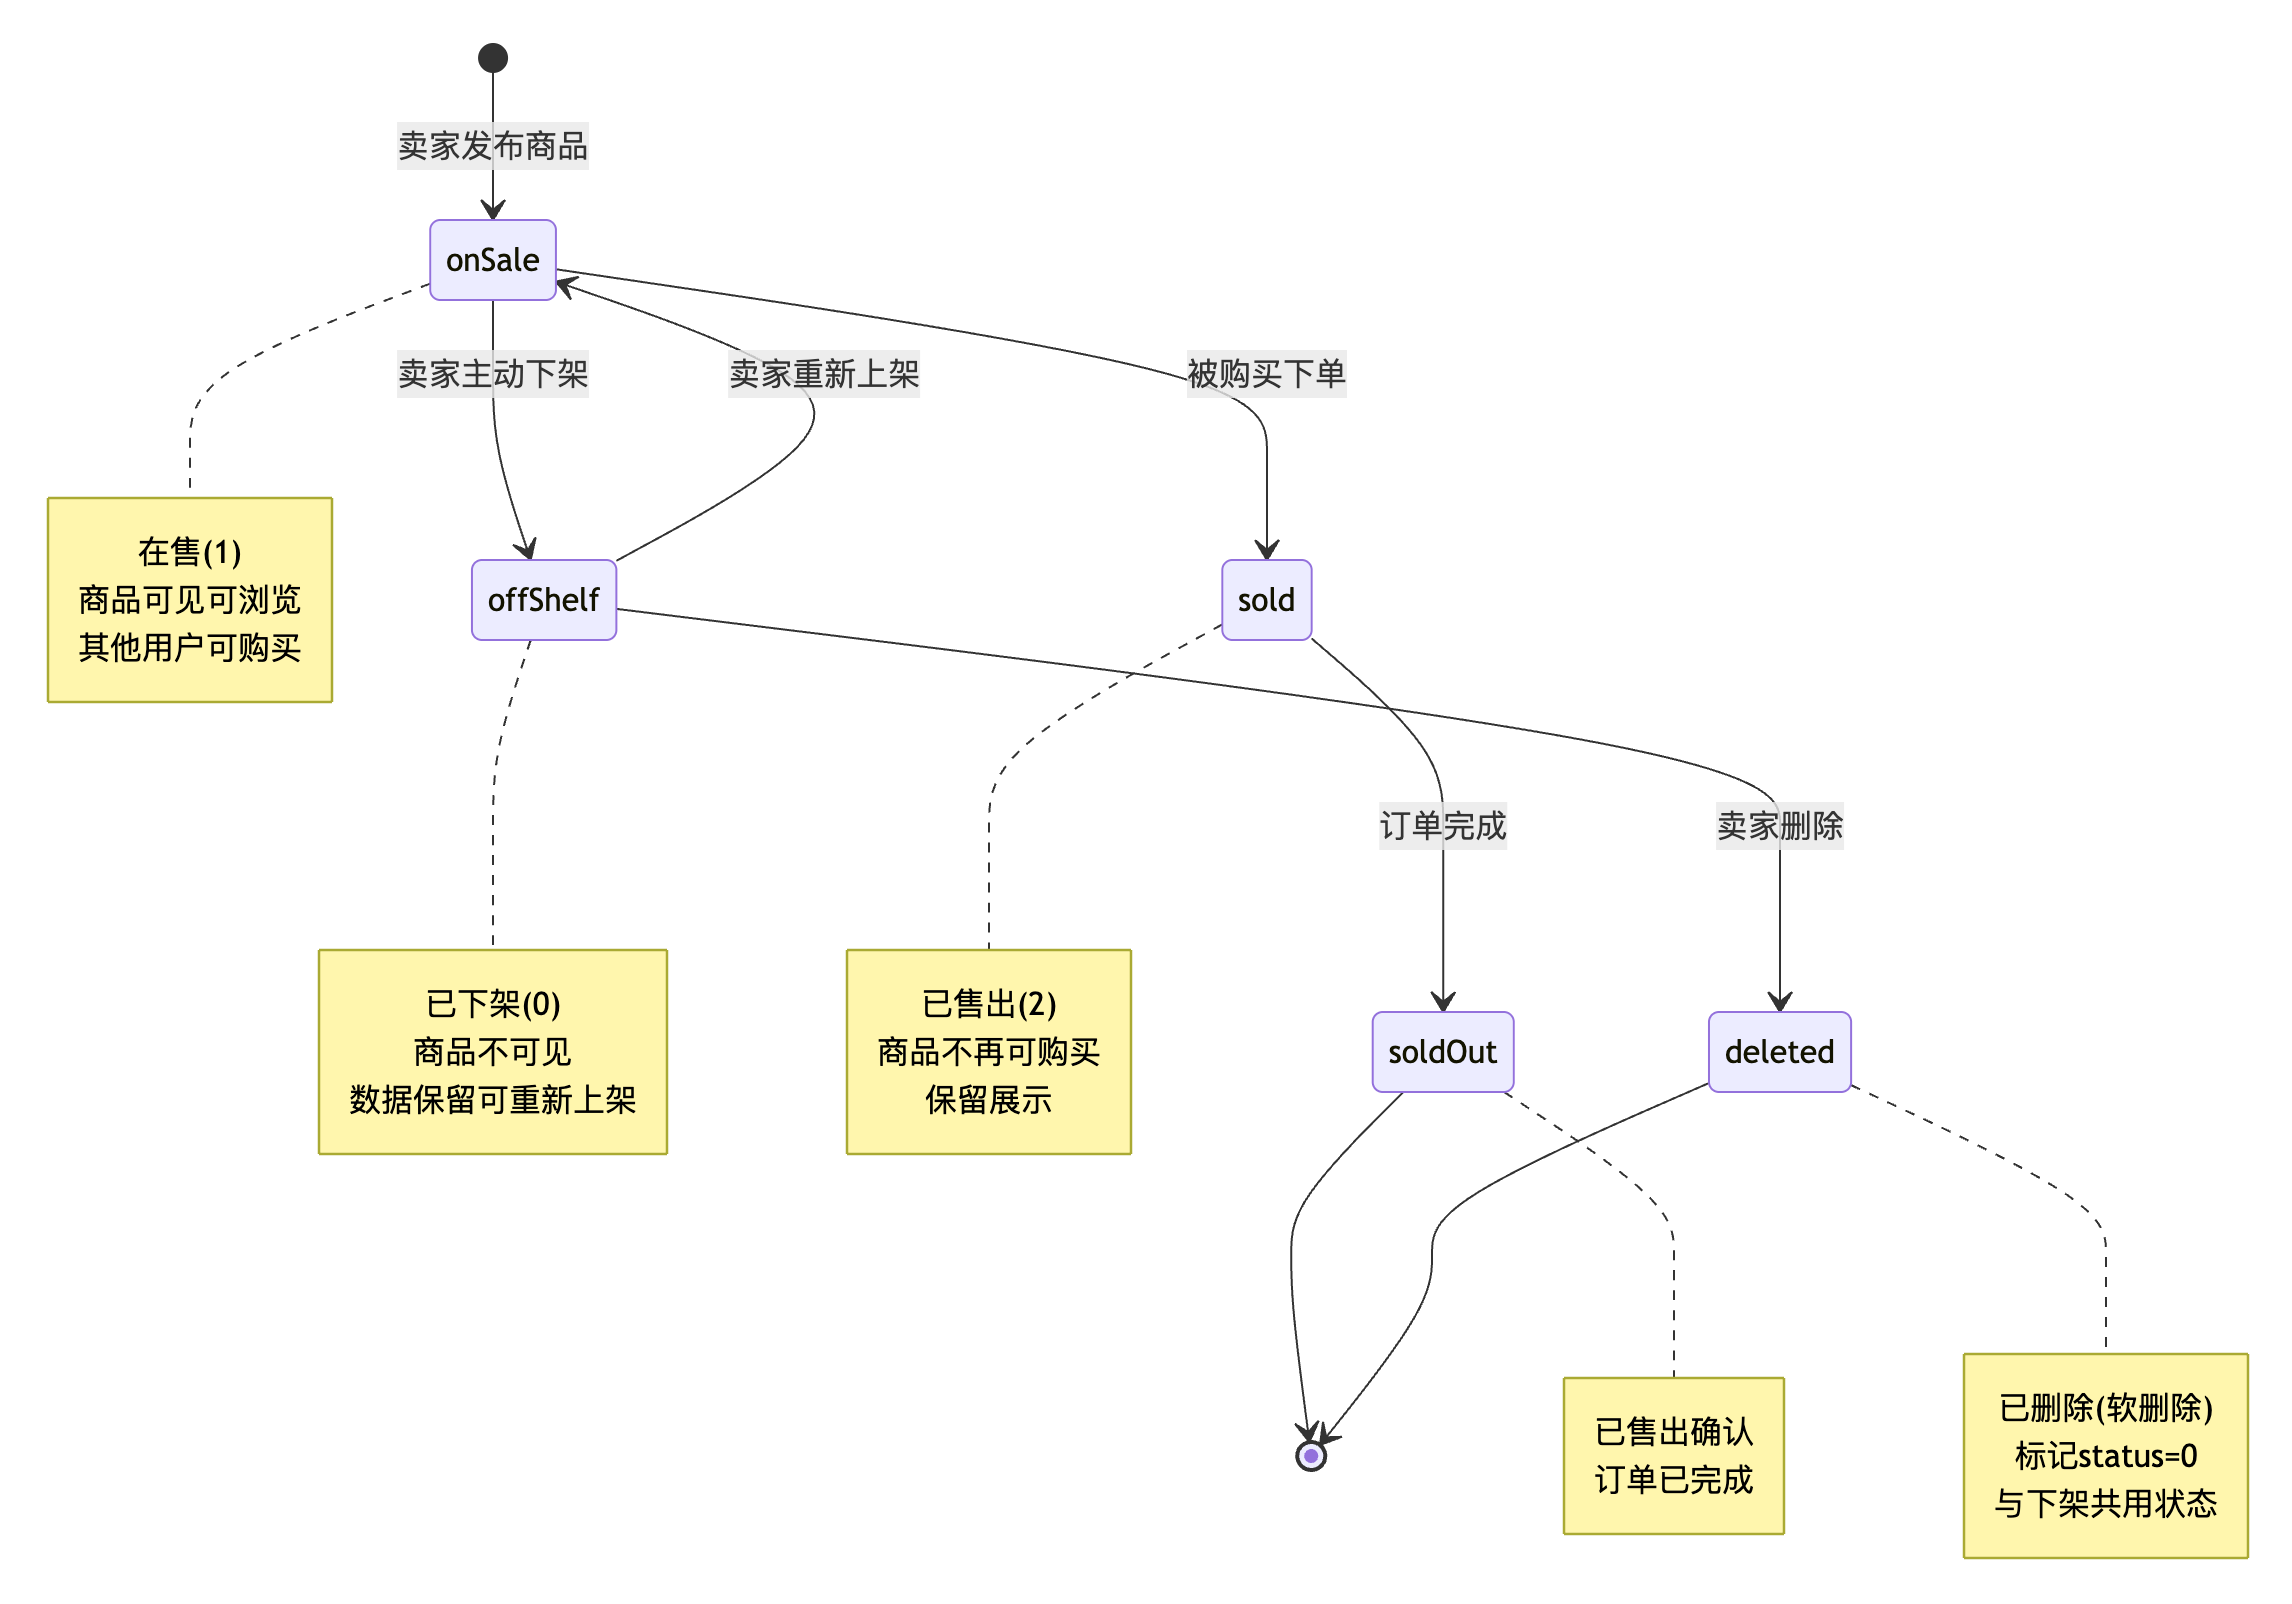 卖家发布商品
onSale
卖家主动下架
卖家重新上架
被购买下单
在售(1)
商品可见可浏览
其他用户可购买
offShelf
sold
订单完成
卖家删除
已下架(0)
商品不可见
数据保留可重新上架
已售出(2)
商品不再可购买
保留展示
soldOut
deleted
已售出确认
订单已完成
已删除(软删除)
标记status=0
与下架共用状态